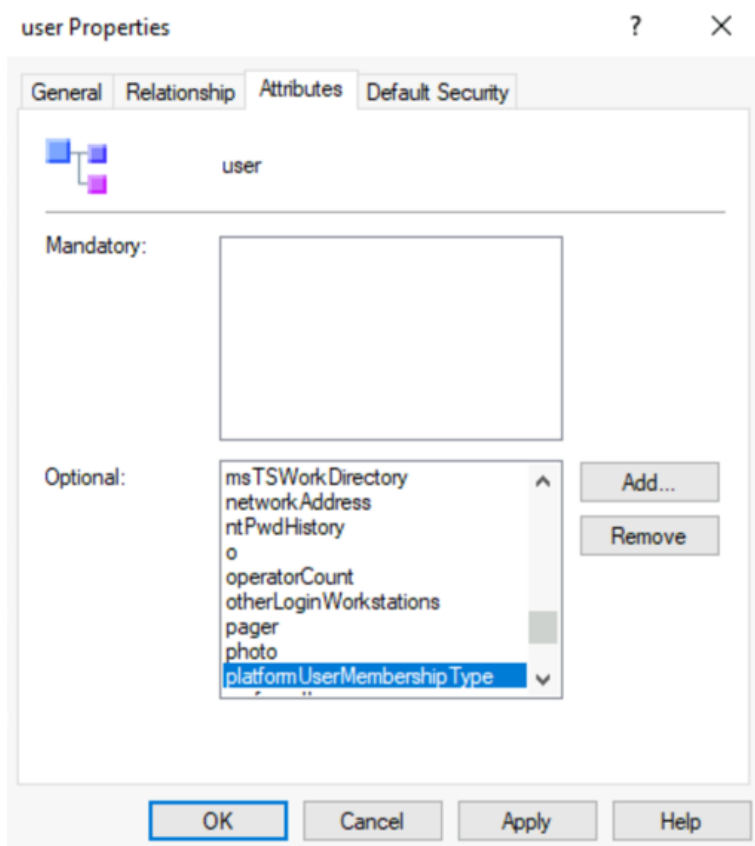 user Properties
? ×
General Relationship Attributes Default Security
user
Mandatory:
Optional:
msTSWorkDirectory
networkAddress
ntPwdHistory
o
operatorCount
otherLoginWorkstations
pager
photo
platformUserMembershipType
Add...
Remove
OK Cancel Apply Help